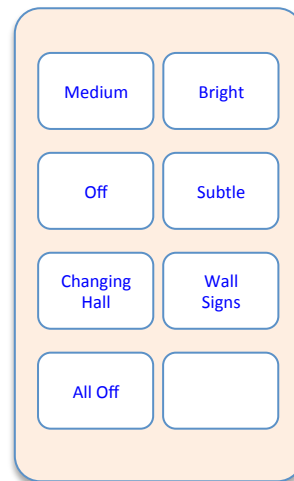 Medium
Bright
Off
Subtle
Changing
Hall
Wall
Signs
All Off